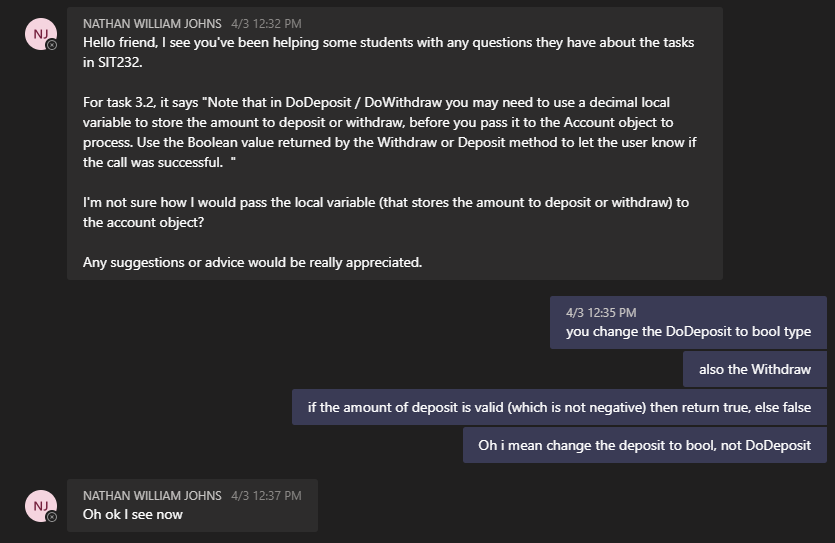 NATHAN WILLIAM JOHNS 4/3 12:32 PM
NJ
Hello friend, I see you've been helping some students with any questions they have about the tasks
in SIT232.
For task 3.2, it says "Note that in DoDeposit / DoWithdraw you may need to use a decimal local
variable to store the amount to deposit or withdraw, before you pass it to the Account object to
process. Use the Boolean value returned by the Withdraw or Deposit method to let the user know if
the call was successful. "
I'm not sure how I would pass the local variable (that stores the amount to deposit or withdraw) to
the account object?
Any suggestions or advice would be really appreciated.
4/3 12:35 PM
you change the DoDeposit to bool type
also the Withdraw
if the amount of deposit is valid (which is not negative) then return true, else false
Oh i mean change the deposit to bool, not DoDeposit
NATHAN WILLIAM JOHNS 4/3 12:37 PM
NJ
Oh ok I see now